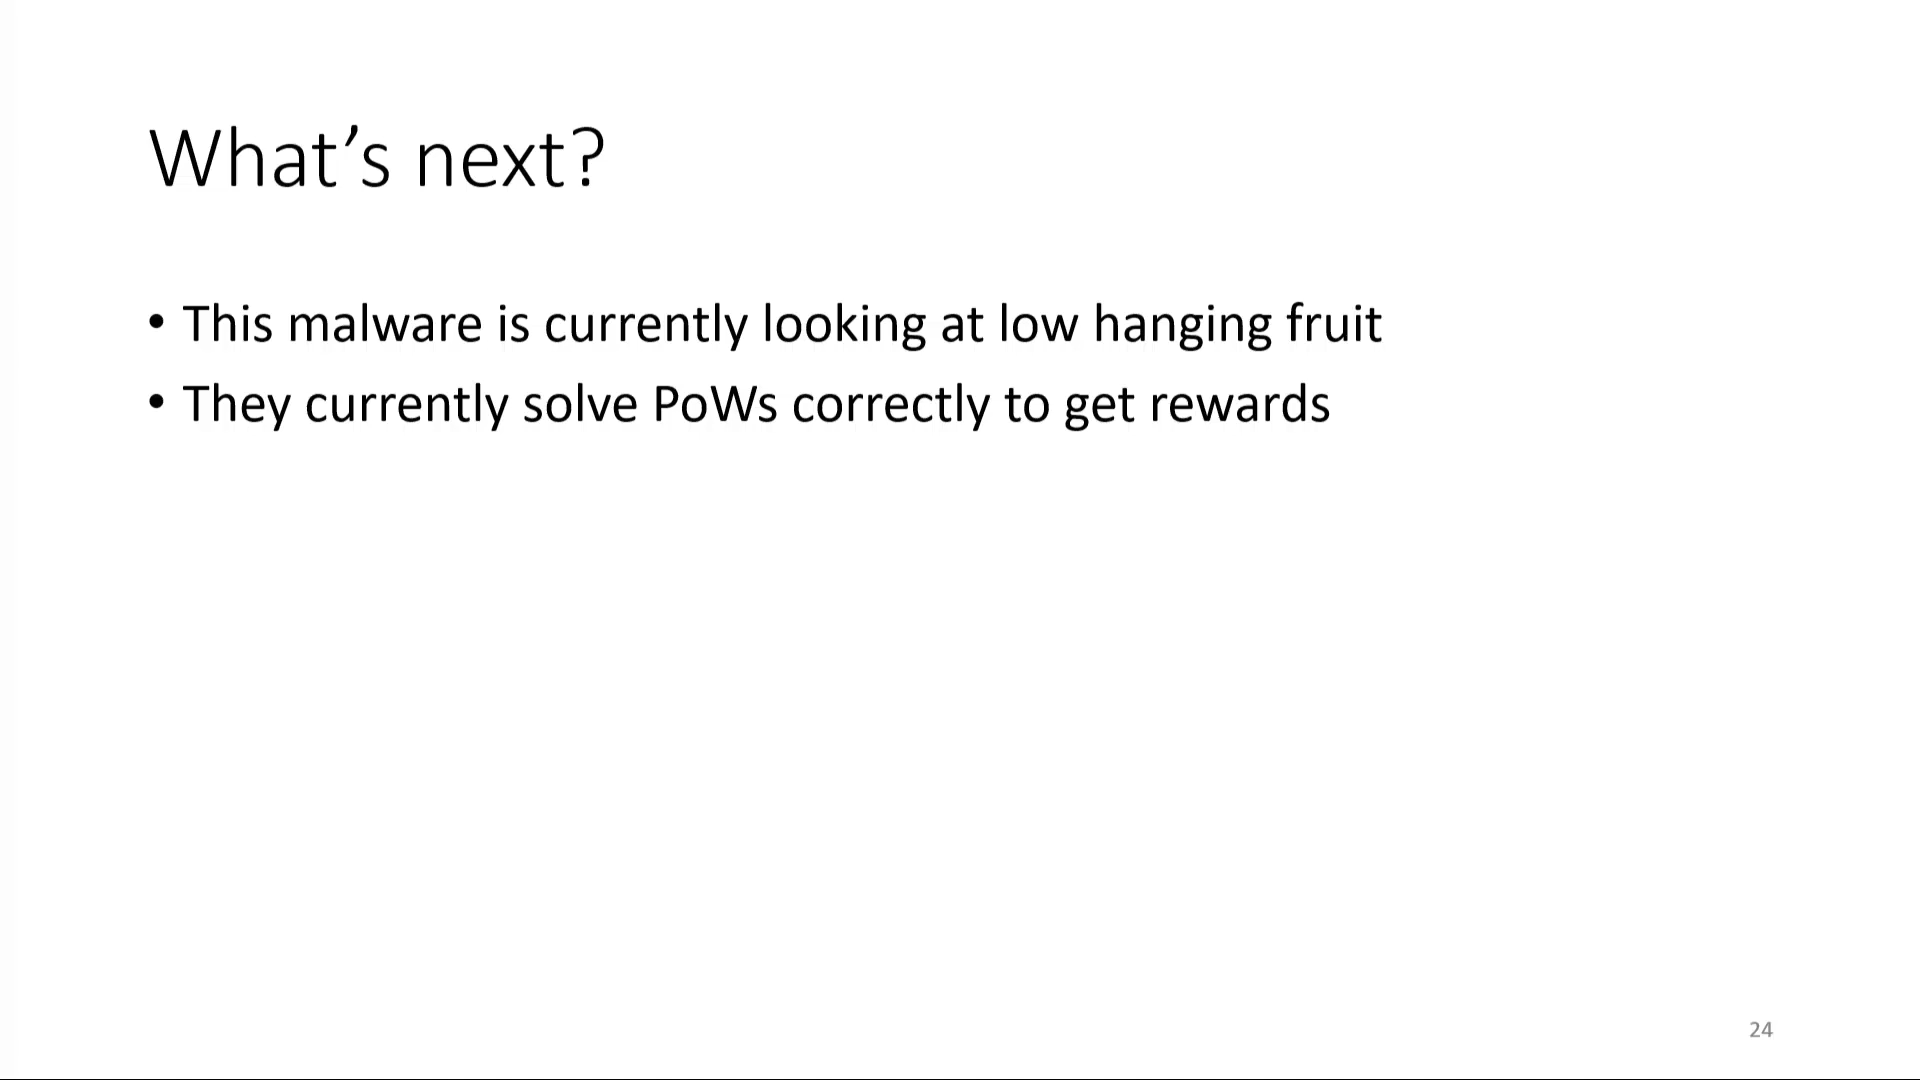 What’s next?
• This malware is currently looking at low hanging fruit
• They currently solve PoWs correctly to get rewards
24